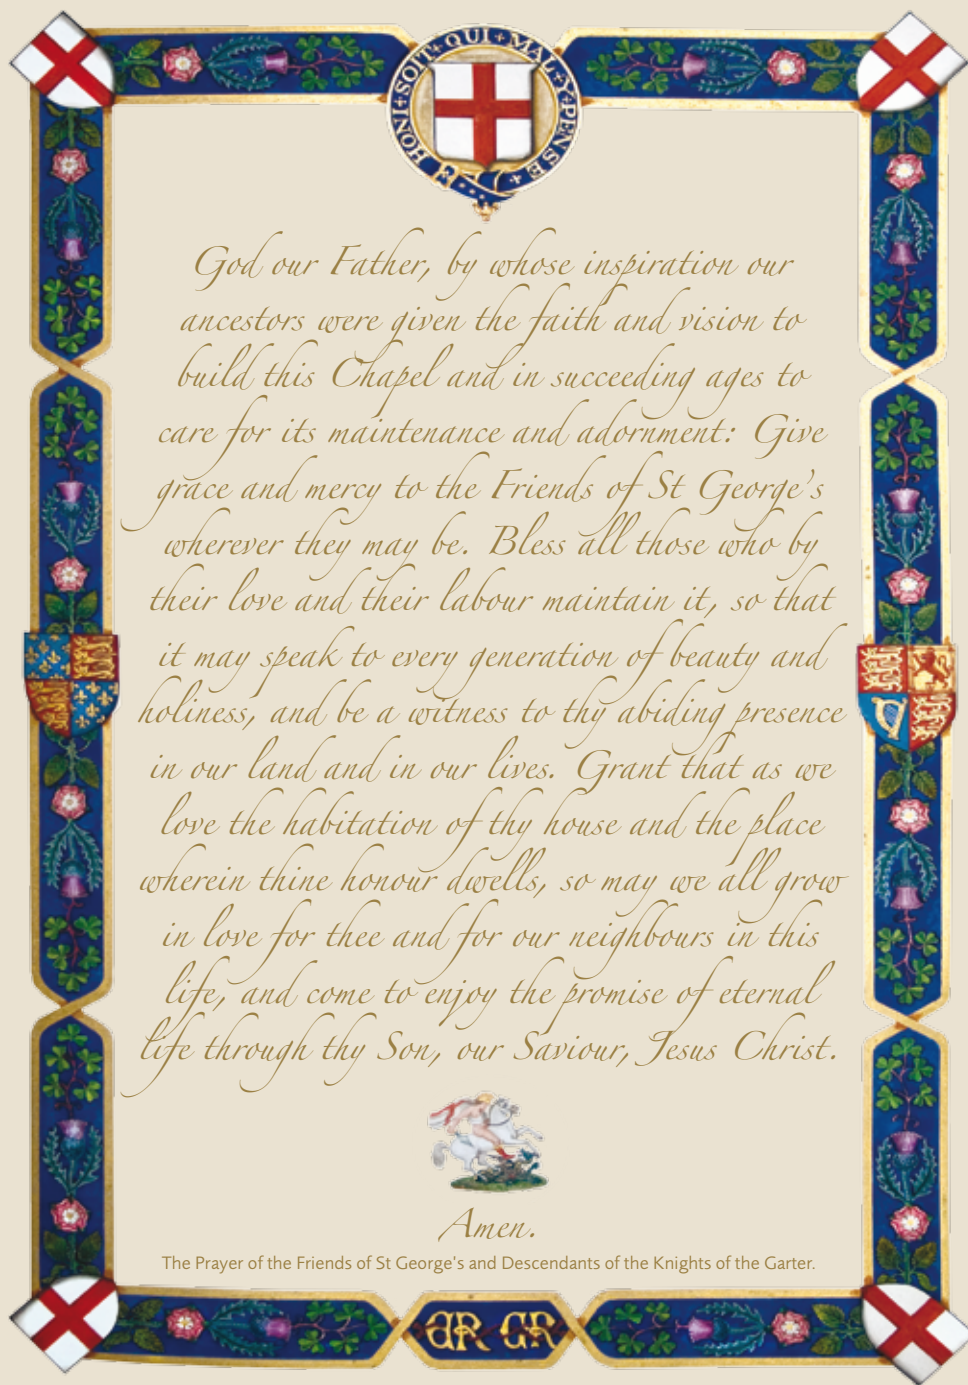 HONI + SOIT + QUI + MAL + Y + PENSE +
God our Father, by whose inspiration our
ancestors were given the faith and vision to
build this Chapel and in succeeding ages to
care for its maintenance and adornment: Give
grace and mercy to the Friends of St George's
wherever they may be. Bless all those who by
their love and their labour maintain it, so that
it may speak to every generation of beauty and
holiness, and be a witness to thy abiding presence
in our land and in our lives. Grant that as we
love the habitation of thy house and the place
wherein thine honour dwells, so may we all grow
in love for thee and for our neighbours in this
life, and come to enjoy the promise of eternal
life through thy Son, our Saviour, Jesus Christ.
Amen.
The Prayer of the Friends of St George's and Descendants of the Knights of the Garter.